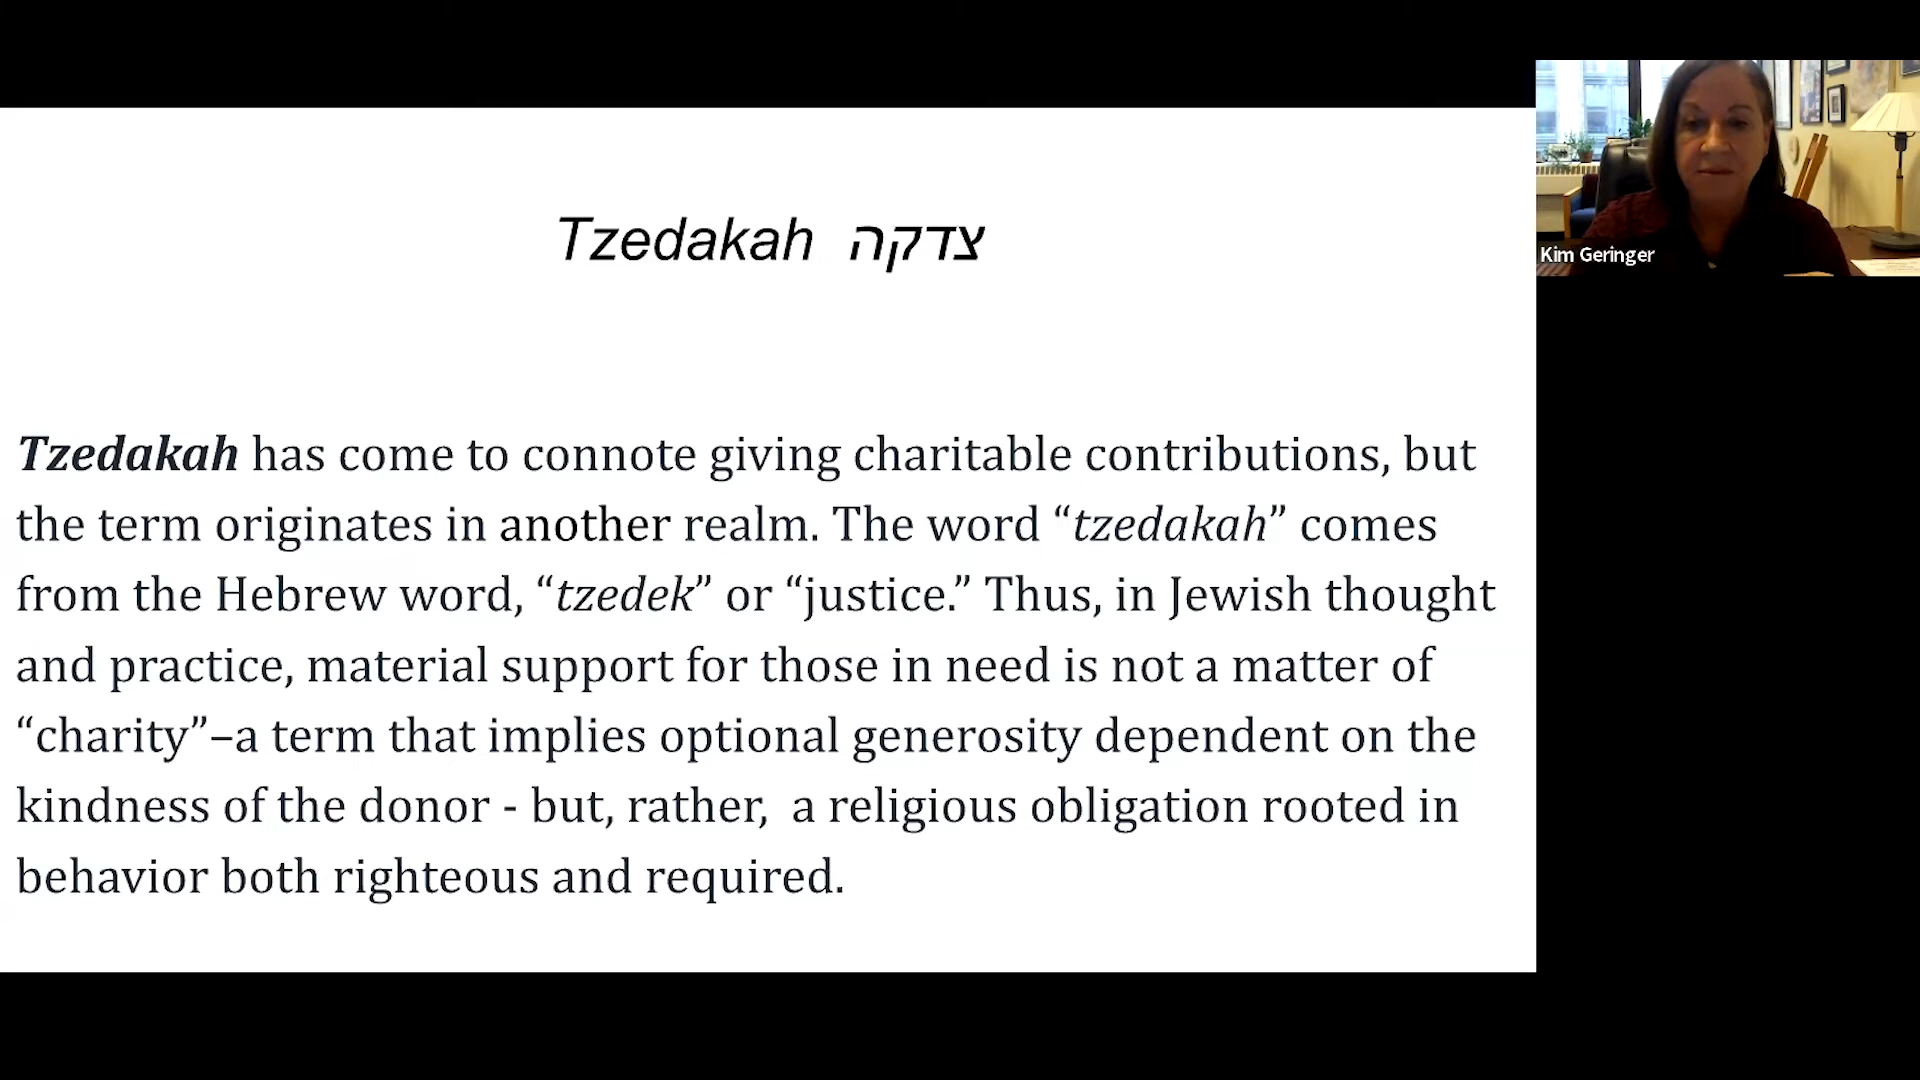 Tzedakah צדקה
Tzedakah has come to connote giving charitable contributions, but
the term originates in another realm. The word “tzedakah” comes
from the Hebrew word, “tzedek” or “justice.” Thus, in Jewish thought
and practice, material support for those in need is not a matter of
“charity”–a term that implies optional generosity dependent on the
kindness of the donor - but, rather,  a religious obligation rooted in
behavior both righteous and required.
Kim Geringer